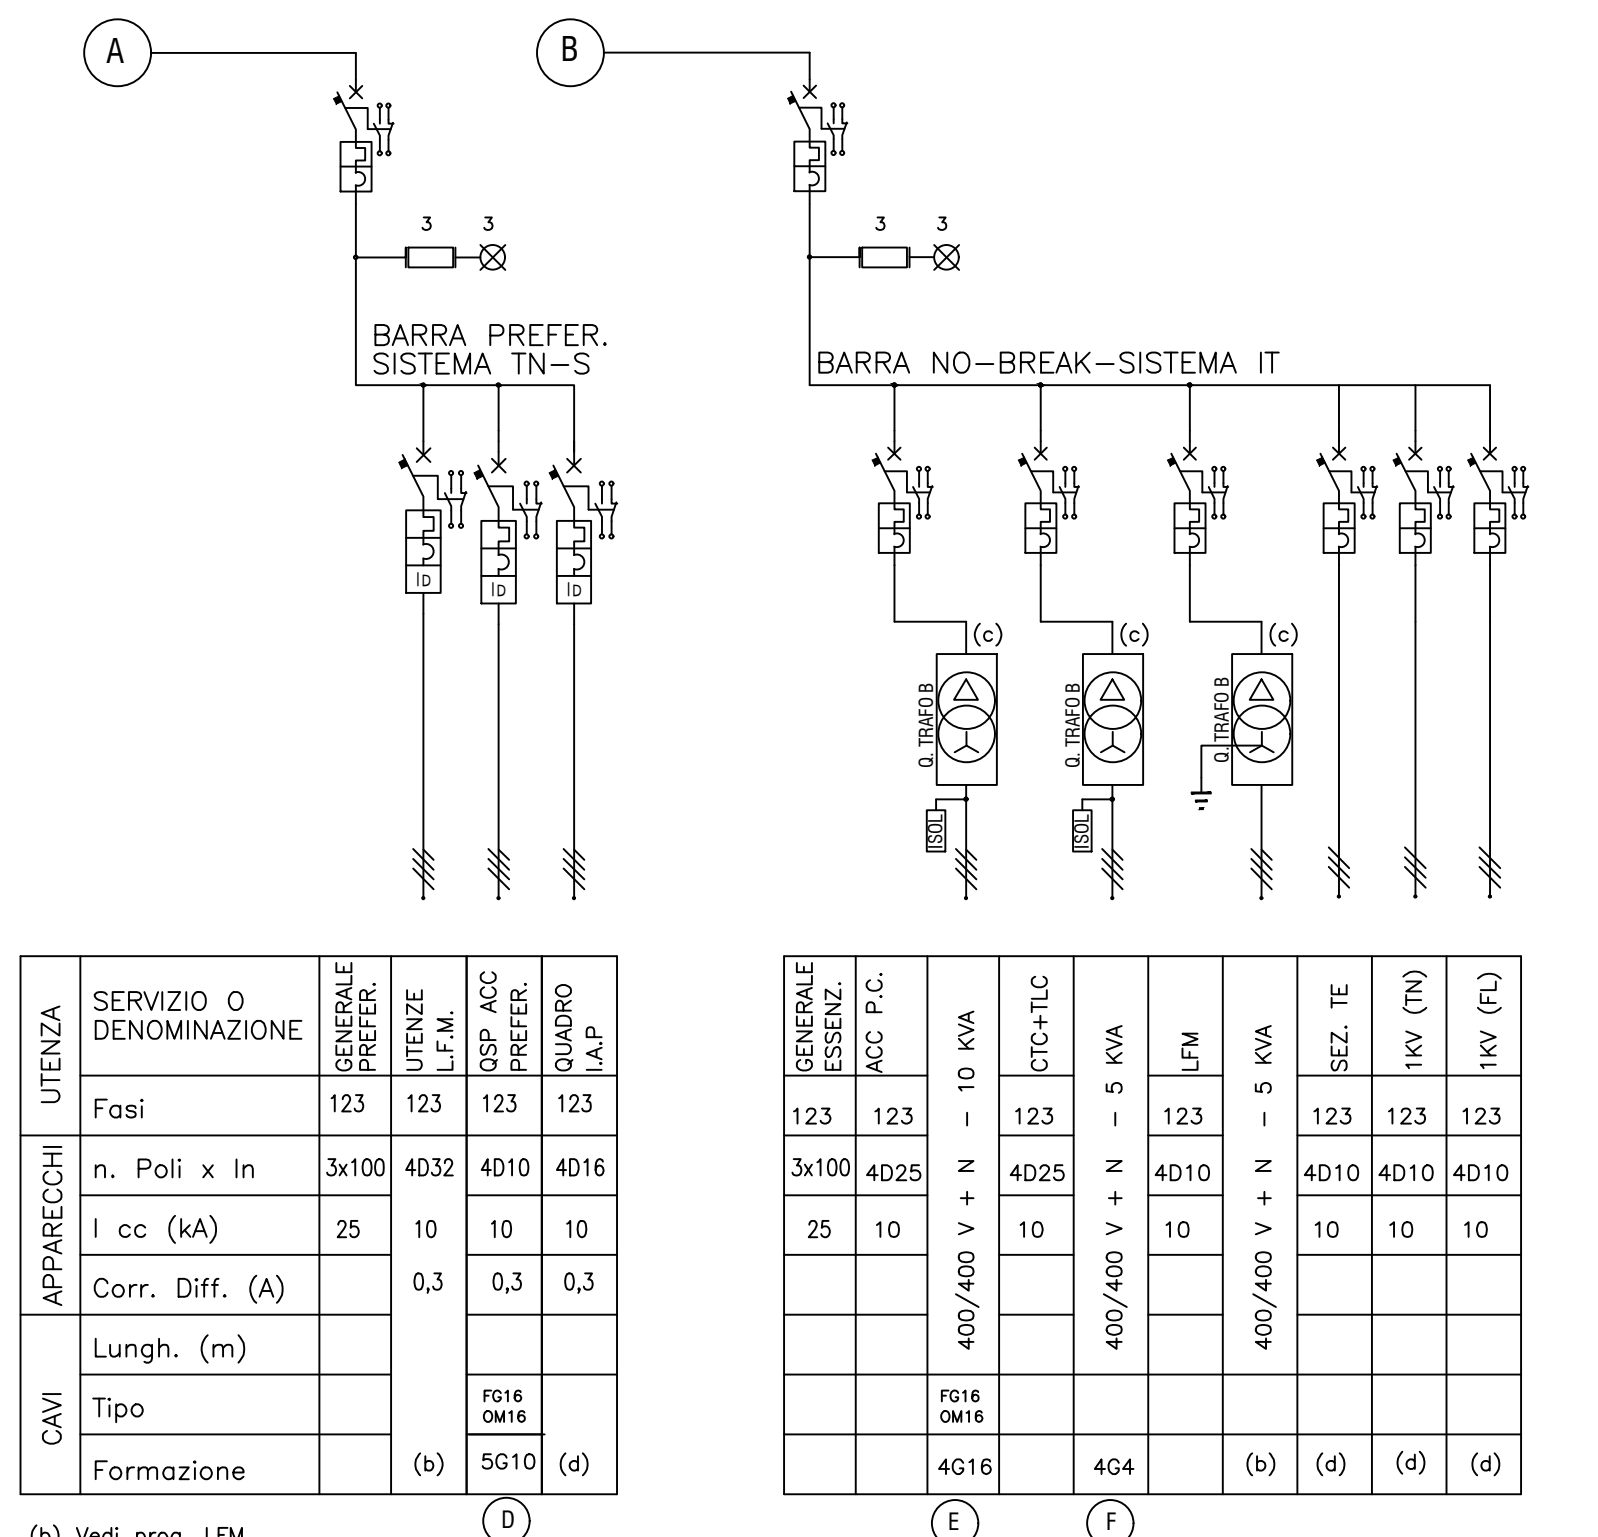 A
B
3 3
3 3
BARRA PREFER.
SISTEMA TN-S
BARRA NO-BREAK-SISTEMA IT
ID
ID
ID
(c)
(c)
(c)
Q. TRAFO B
Q. TRAFO B
Q. TRAFO B
ISOL
ISOL
UTENZA
SERVIZIO O
DENOMINAZIONE
GENERALE
PREFER.
UTENZE
L.F.M.
QSP ACC
PREFER.
QUADRO
I.A.P
Fasi 123 123 123 123
APPARECCHI
n. Poli x In 3x100 4D32 4D10 4D16
I cc (kA) 25 10 10 10
Corr. Diff. (A) 0,3 0,3 0,3
CAVI
Lungh. (m)
Tipo FG16
OM16
Formazione (b) 5G10 (d)
D
GENERALE
ESSENZ.
ACC P.C.
400/400 V + N - 10 KVA
CTC+TLC
400/400 V + N - 5 KVA
LFM
400/400 V + N - 5 KVA
SEZ. TE
1KV (TN)
1KV (FL)
123 123 123 123 123 123 123
3x100 4D25 4D25 4D10 4D10 4D10 4D10
25 10 10 10 10 10 10
FG16
OM16
4G16 4G4 (b) (d) (d) (d)
E F
(b) Vedi prog. LFM